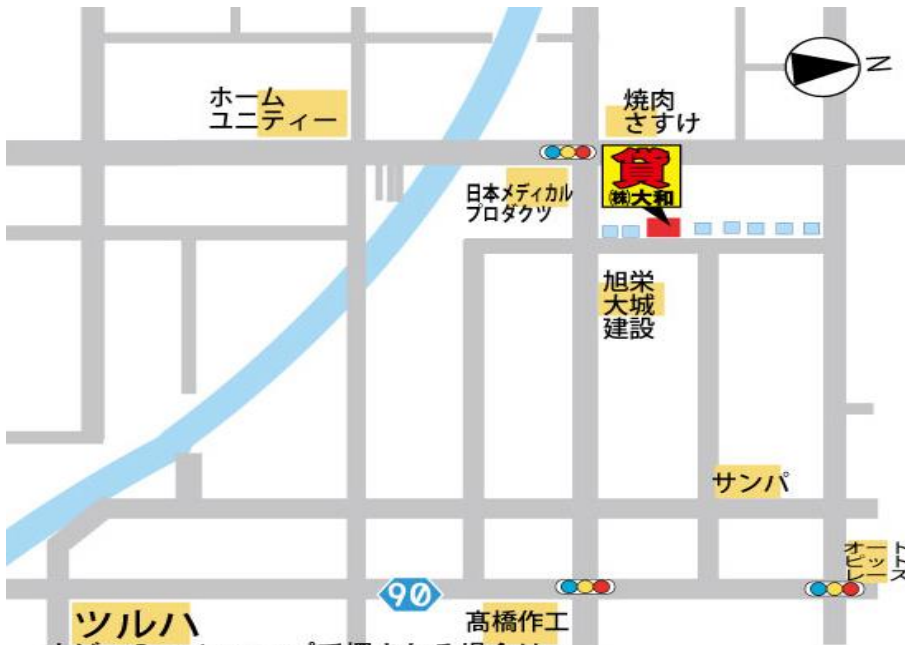 N
ホーム
ユニティー
焼肉
さすけ
貸
㈱大和
日本メディカル
プロダクツ
旭栄
大城
建設
サンパ
オート
ピット
レーズ
90
ツルハ
髙橋作工